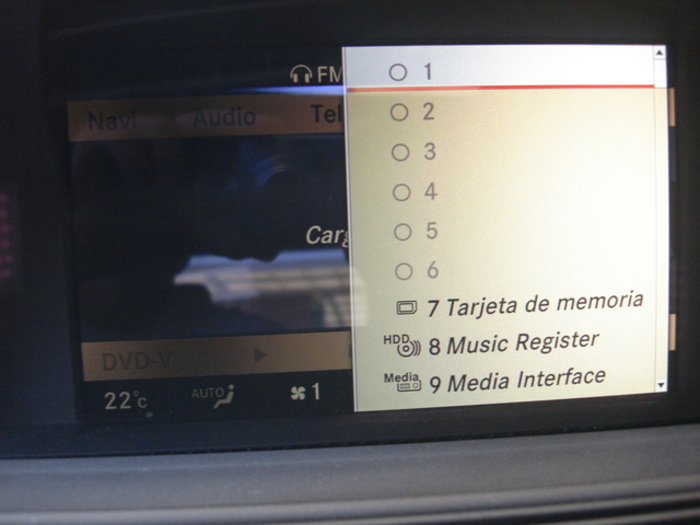 FM
Navi Audio Tel
Carg
DVD-V
22°c AUTO 1
1
2
3
4
5
6
7 Tarjeta de memoria
HDD 8 Music Register
Media 9 Media Interface